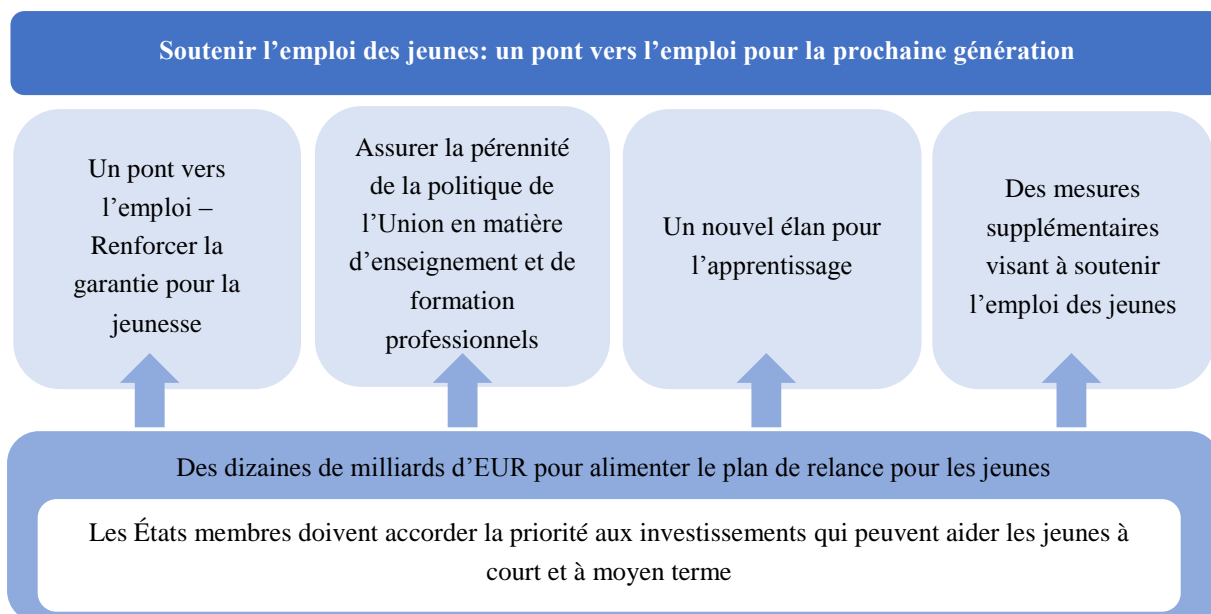 Soutenir l’emploi des jeunes: un pont vers l’emploi pour la prochaine génération
Un pont vers
l’emploi –
Renforcer la
garantie pour la
jeunesse
Assurer la pérennité
de la politique de
l’Union en matière
d’enseignement et de
formation
professionnels
Un nouvel élan pour
l’apprentissage
Des mesures
supplémentaires
visant à soutenir
l’emploi des jeunes
Des dizaines de milliards d’EUR pour alimenter le plan de relance pour les jeunes
Les États membres doivent accorder la priorité aux investissements qui peuvent aider les jeunes à
court et à moyen terme